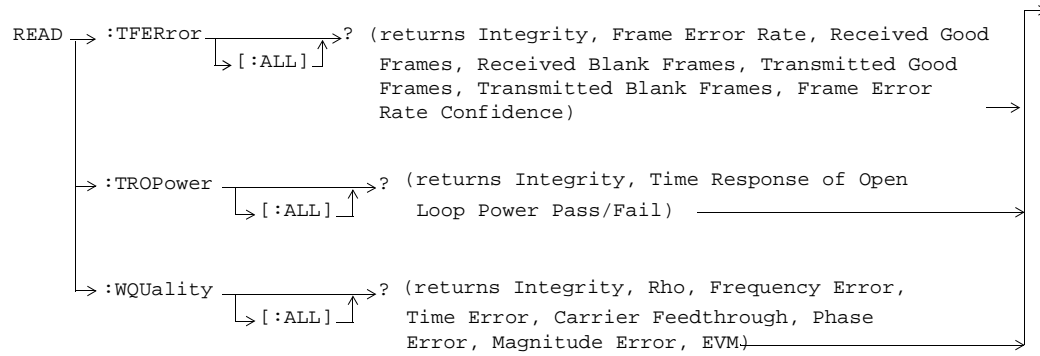 READ :TFERror [:ALL] ? (returns Integrity, Frame Error Rate, Received Good
Frames, Received Blank Frames, Transmitted Good
Frames, Transmitted Blank Frames, Frame Error
Rate Confidence)
:TROPower [:ALL] ? (returns Integrity, Time Response of Open
Loop Power Pass/Fail)
:WQUality [:ALL] ? (returns Integrity, Rho, Frequency Error,
Time Error, Carrier Feedthrough, Phase
Error, Magnitude Error, EVM)